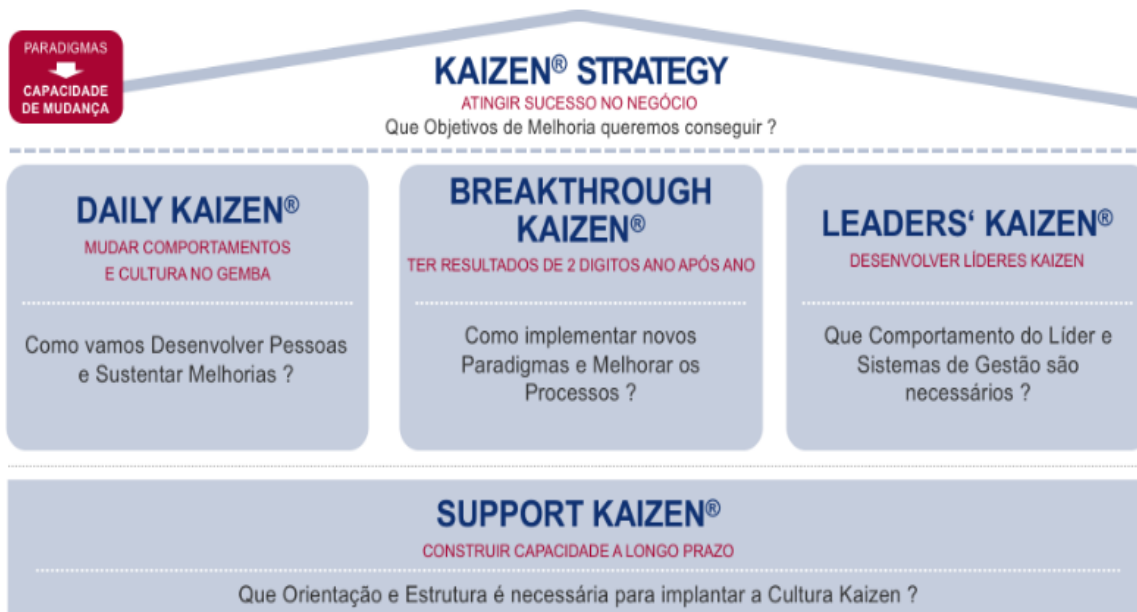 PARADIGMAS
CAPACIDADE
DE MUDANÇA
KAIZEN® STRATEGY
ATINGIR SUCESSO NO NEGÓCIO
Que Objetivos de Melhoria queremos conseguir ?
DAILY KAIZEN®
MUDAR COMPORTAMENTOS
E CULTURA NO GEMBA
Como vamos Desenvolver Pessoas
e Sustentar Melhorias ?
BREAKTHROUGH
KAIZEN®
TER RESULTADOS DE 2 DIGITOS ANO APÓS ANO
Como implementar novos
Paradigmas e Melhorar os
Processos ?
LEADERS‘ KAIZEN®
DESENVOLVER LÍDERES KAIZEN
Que Comportamento do Líder e
Sistemas de Gestão são
necessários ?
SUPPORT KAIZEN®
CONSTRUIR CAPACIDADE A LONGO PRAZO
Que Orientação e Estrutura é necessária para implantar a Cultura Kaizen ?